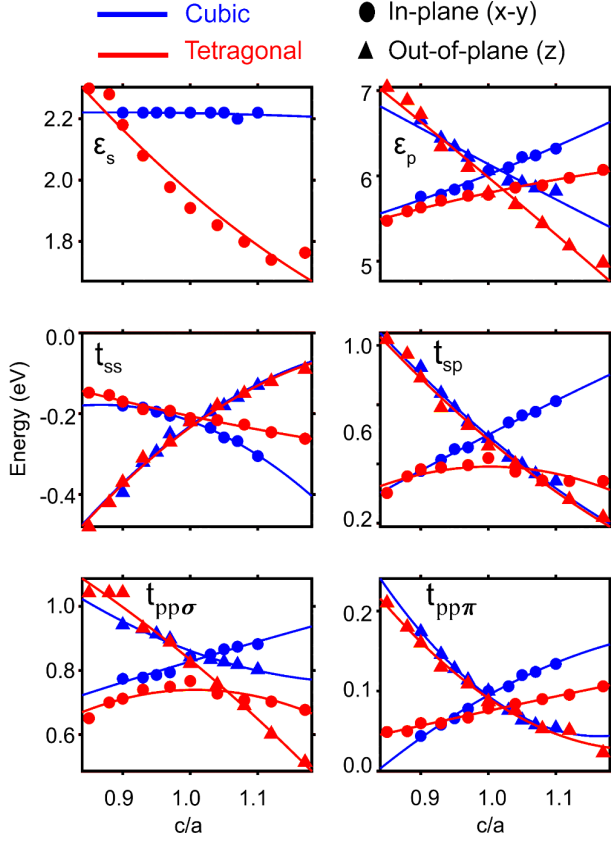 Cubic
In-plane (x-y)
Tetragonal
Out-of-plane (z)
2.2
2.0
1.8
εs
7
6
5
εp
Energy (eV)
0.0
-0.2
-0.4
tss
1.0
0.6
0.2
tsp
1.0
0.8
0.6
tppσ
0.2
0.1
0.0
tppπ
0.9 1.0 1.1
0.9 1.0 1.1
c/a
c/a